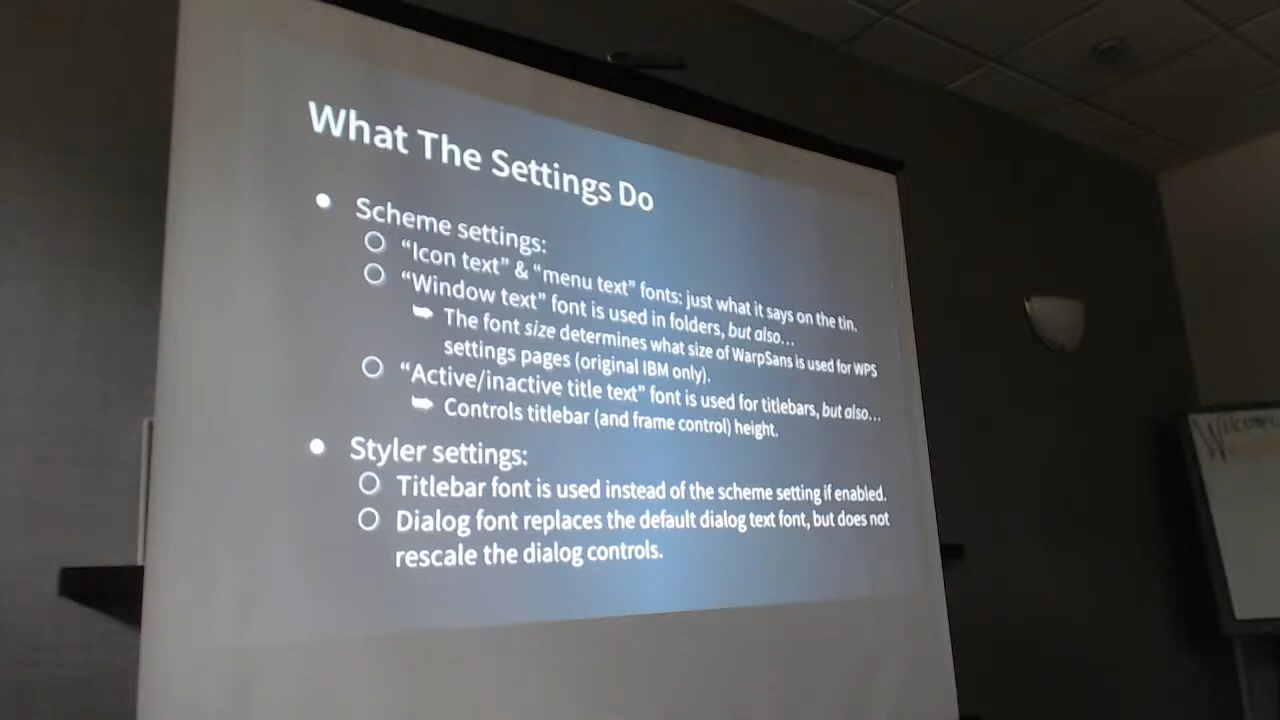 What The Settings Do
Scheme settings:
“Icon text” & “menu text” fonts: just what it says on the tin.
“Window text” font is used in folders, but also...
The font size determines what size of WarpSans is used for WPS
settings pages (original IBM only).
“Active/inactive title text” font is used for titlebars, but also...
Controls titlebar (and frame control) height.
Styler settings:
Titlebar font is used instead of the scheme setting if enabled.
Dialog font replaces the default dialog text font, but does not
rescale the dialog controls.
Welcome